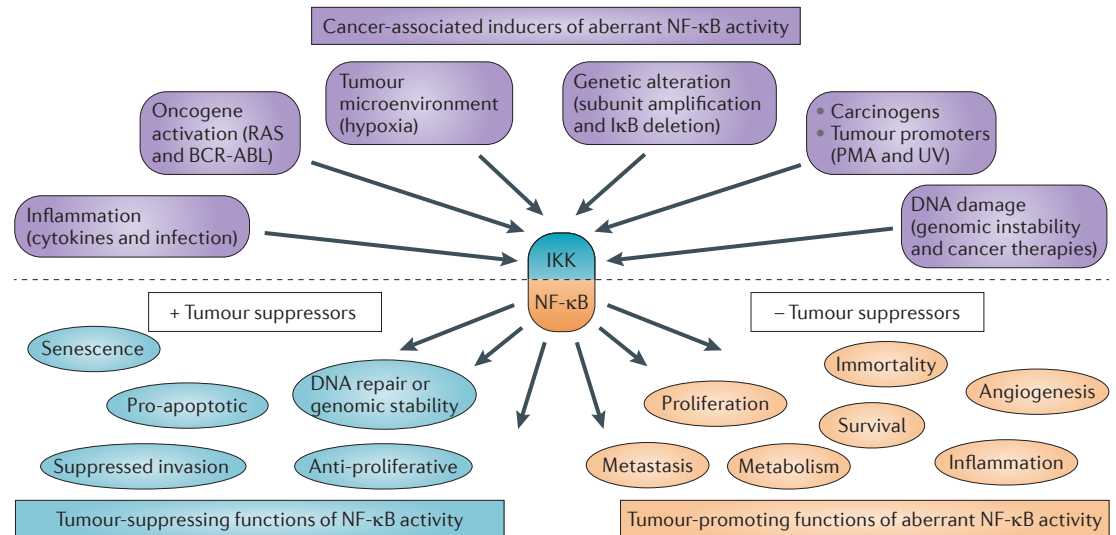 Cancer-associated inducers of aberrant NF-κB activity
Tumour
microenvironment
(hypoxia)
Genetic alteration
(subunit amplification
and IκB deletion)
Oncogene
activation (RAS
and BCR-ABL)
• Carcinogens
• Tumour promoters
(PMA and UV)
Inflammation
(cytokines and infection)
DNA damage
(genomic instability
and cancer therapies)
IKK
NF-κB
+ Tumour suppressors
– Tumour suppressors
Senescence
Pro-apoptotic
DNA repair or
genomic stability
Suppressed invasion
Anti-proliferative
Immortality
Angiogenesis
Proliferation
Survival
Metastasis
Metabolism
Inflammation
Tumour-suppressing functions of NF-κB activity
Tumour-promoting functions of aberrant NF-κB activity